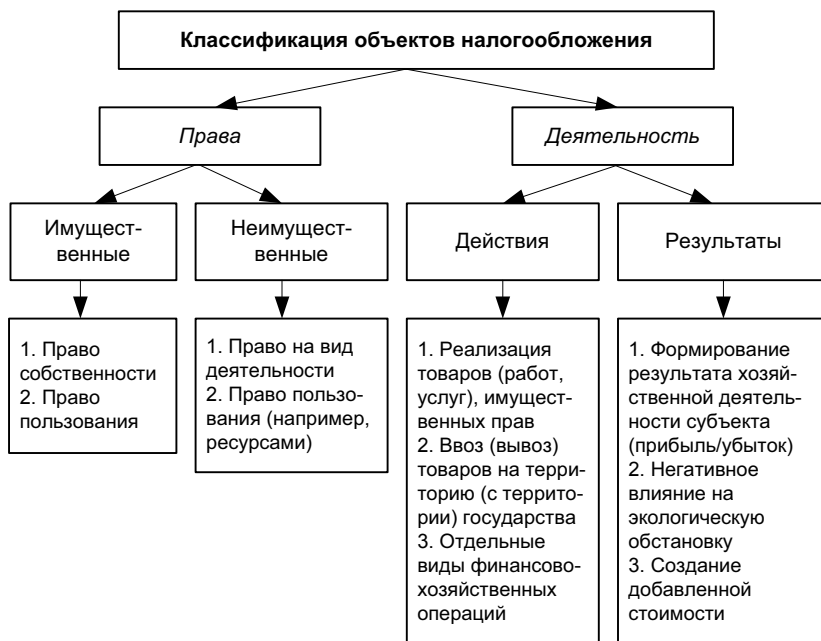 Классификация объектов налогообложения
Права
Деятельность
Имущест-
венные
Неимущест-
венные
Действия
Результаты
1. Право
собственности
2. Право
пользования
1. Право на вид
деятельности
2. Право пользо-
вания (например,
ресурсами)
1. Реализация
товаров (работ,
услуг), имущест-
венных прав
2. Ввоз (вывоз)
товаров на терри-
торию (с террито-
рии) государства
3. Отдельные
виды финансово-
хозяйственных
операций
1. Формирование
результата хозяй-
ственной деятель-
ности субъекта
(прибыль/убыток)
2. Негативное
влияние на
экологическую
обстановку
3. Создание
добавленной
стоимости